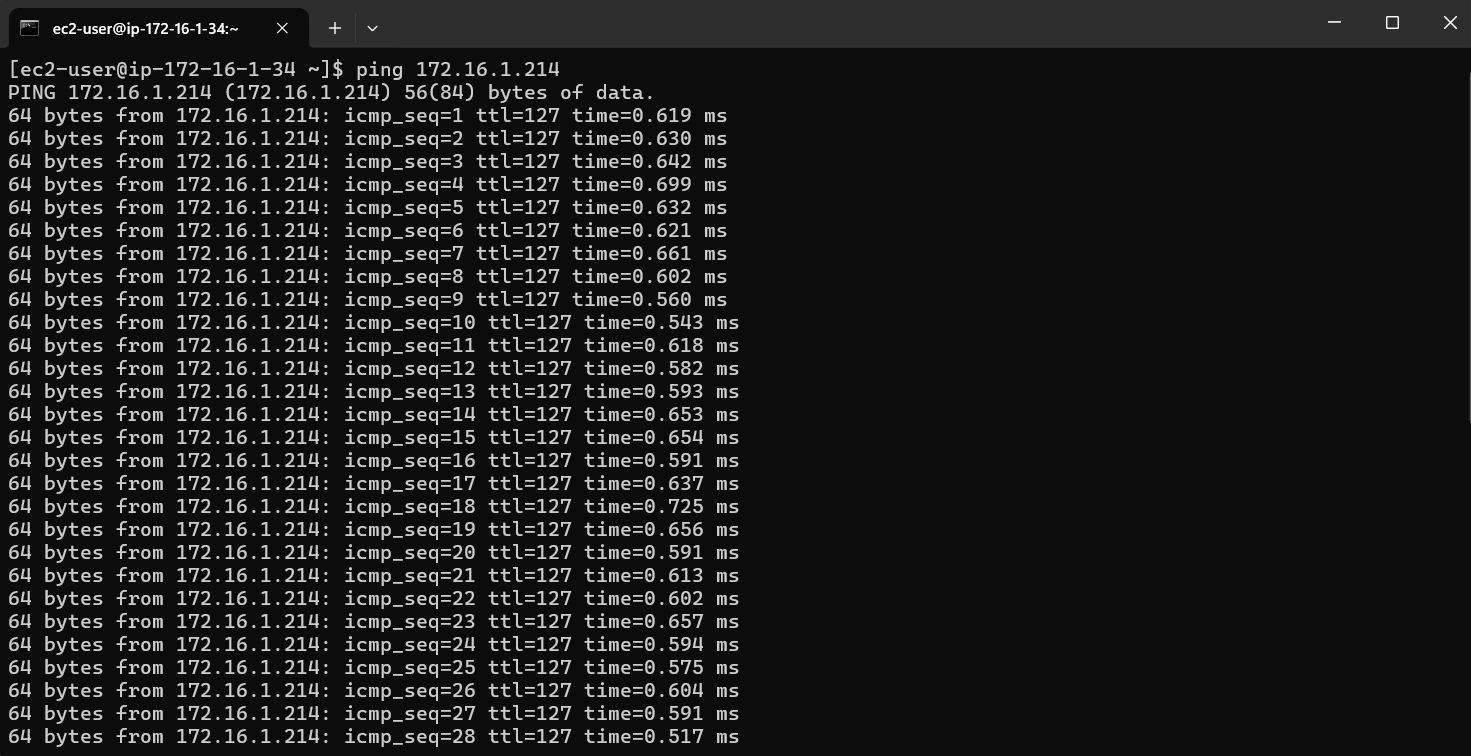 ec2-user@ip-172-16-1-34:~
[ec2-user@ip-172-16-1-34 ~]$ ping 172.16.1.214
PING 172.16.1.214 (172.16.1.214) 56(84) bytes of data.
64 bytes from 172.16.1.214: icmp_seq=1 ttl=127 time=0.619 ms
64 bytes from 172.16.1.214: icmp_seq=2 ttl=127 time=0.630 ms
64 bytes from 172.16.1.214: icmp_seq=3 ttl=127 time=0.642 ms
64 bytes from 172.16.1.214: icmp_seq=4 ttl=127 time=0.699 ms
64 bytes from 172.16.1.214: icmp_seq=5 ttl=127 time=0.632 ms
64 bytes from 172.16.1.214: icmp_seq=6 ttl=127 time=0.621 ms
64 bytes from 172.16.1.214: icmp_seq=7 ttl=127 time=0.661 ms
64 bytes from 172.16.1.214: icmp_seq=8 ttl=127 time=0.602 ms
64 bytes from 172.16.1.214: icmp_seq=9 ttl=127 time=0.560 ms
64 bytes from 172.16.1.214: icmp_seq=10 ttl=127 time=0.543 ms
64 bytes from 172.16.1.214: icmp_seq=11 ttl=127 time=0.618 ms
64 bytes from 172.16.1.214: icmp_seq=12 ttl=127 time=0.582 ms
64 bytes from 172.16.1.214: icmp_seq=13 ttl=127 time=0.593 ms
64 bytes from 172.16.1.214: icmp_seq=14 ttl=127 time=0.653 ms
64 bytes from 172.16.1.214: icmp_seq=15 ttl=127 time=0.654 ms
64 bytes from 172.16.1.214: icmp_seq=16 ttl=127 time=0.591 ms
64 bytes from 172.16.1.214: icmp_seq=17 ttl=127 time=0.637 ms
64 bytes from 172.16.1.214: icmp_seq=18 ttl=127 time=0.725 ms
64 bytes from 172.16.1.214: icmp_seq=19 ttl=127 time=0.656 ms
64 bytes from 172.16.1.214: icmp_seq=20 ttl=127 time=0.591 ms
64 bytes from 172.16.1.214: icmp_seq=21 ttl=127 time=0.613 ms
64 bytes from 172.16.1.214: icmp_seq=22 ttl=127 time=0.602 ms
64 bytes from 172.16.1.214: icmp_seq=23 ttl=127 time=0.657 ms
64 bytes from 172.16.1.214: icmp_seq=24 ttl=127 time=0.594 ms
64 bytes from 172.16.1.214: icmp_seq=25 ttl=127 time=0.575 ms
64 bytes from 172.16.1.214: icmp_seq=26 ttl=127 time=0.604 ms
64 bytes from 172.16.1.214: icmp_seq=27 ttl=127 time=0.591 ms
64 bytes from 172.16.1.214: icmp_seq=28 ttl=127 time=0.517 ms